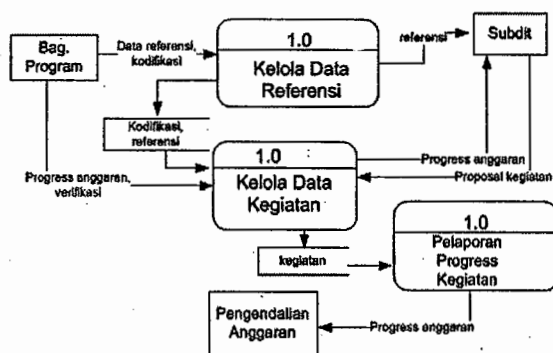 Bag.
Program
Data referensi,
kodifikasi
1.0
Kelola Data
Referensi
referensi
Subdit
Kodifikasi,
referensi
Progress anggaran,
verifikasi
1.0
Kelola Data
Kegiatan
Progress anggaran
Proposal kegiatan
kegiatan
1.0
Pelaporan
Progress
Kegiatan
Pengendalian
Anggaran
Progress anggaran